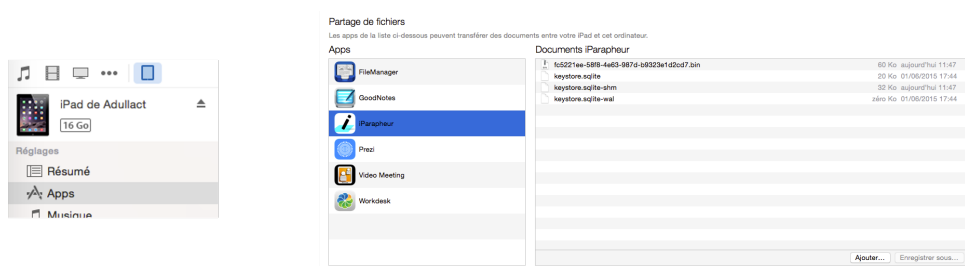 iPad de Adullact
16 Go
Réglages
Résumé
Apps
Musique
Partage de fichiers
Les apps de la liste ci-dessous peuvent transférer des documents entre votre iPad et cet ordinateur.
Apps
FileManager
GoodNotes
iParapheur
Prezi
Video Meeting
Workdesk
Documents iParapheur
fc5221ee-58f8-4e63-987d-b9323e1d2cd7.bin 60 Ko aujourd'hui 11:47
keystore.sqlite 20 Ko 01/06/2015 17:44
keystore.sqlite-shm 32 Ko aujourd'hui 11:47
keystore.sqlite-wal zéro Ko 01/06/2015 17:44
Ajouter... Enregistrer sous...